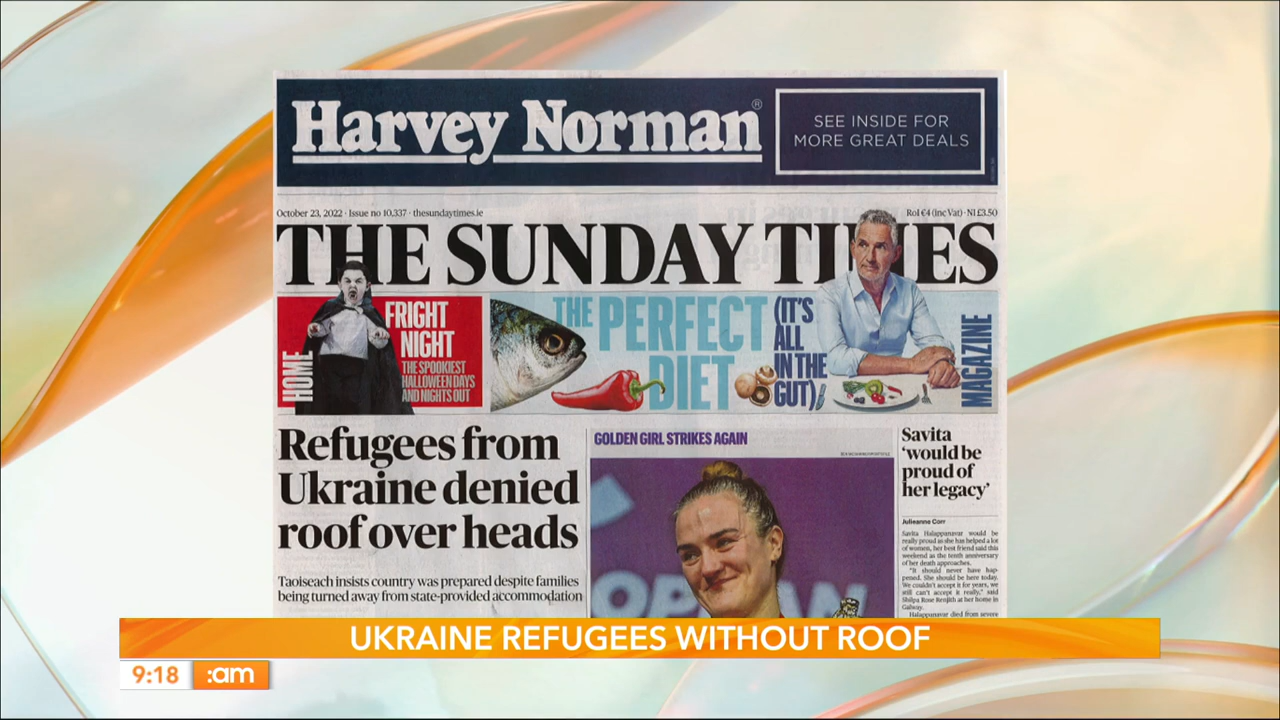 Harvey Norman®
SEE INSIDE FOR
MORE GREAT DEALS
October 23, 2022 · Issue no 10,337 · thesundaytimes.ie
RoI €4 (inc Vat) · NI £3.50
THE SUNDAY TIMES
HOME
FRIGHT
NIGHT
THE SPOOKIEST
HALLOWEEN DAYS
AND NIGHTS OUT
THE PERFECT
DIET
(IT'S
ALL
IN THE
GUT)
MAGAZINE
Refugees from
Ukraine denied
roof over heads
Taoiseach insists country was prepared despite families
being turned away from state-provided accommodation
GOLDEN GIRL STRIKES AGAIN
Savita
‘would be
proud of
her legacy’
Julieanne Corr
Savita Halappanavar would be
really proud as she has helped a lot
of women, her best friend said this
weekend as the tenth anniversary
of her death approaches.
"It should never have hap-
pened. She should be here today.
We couldn't accept it for years, we
still can't accept it really," said
Shilpa Rose Renjith at her home in
Galway.
Halappanavar died from severe
UKRAINE REFUGEES WITHOUT ROOF
9:18
:am